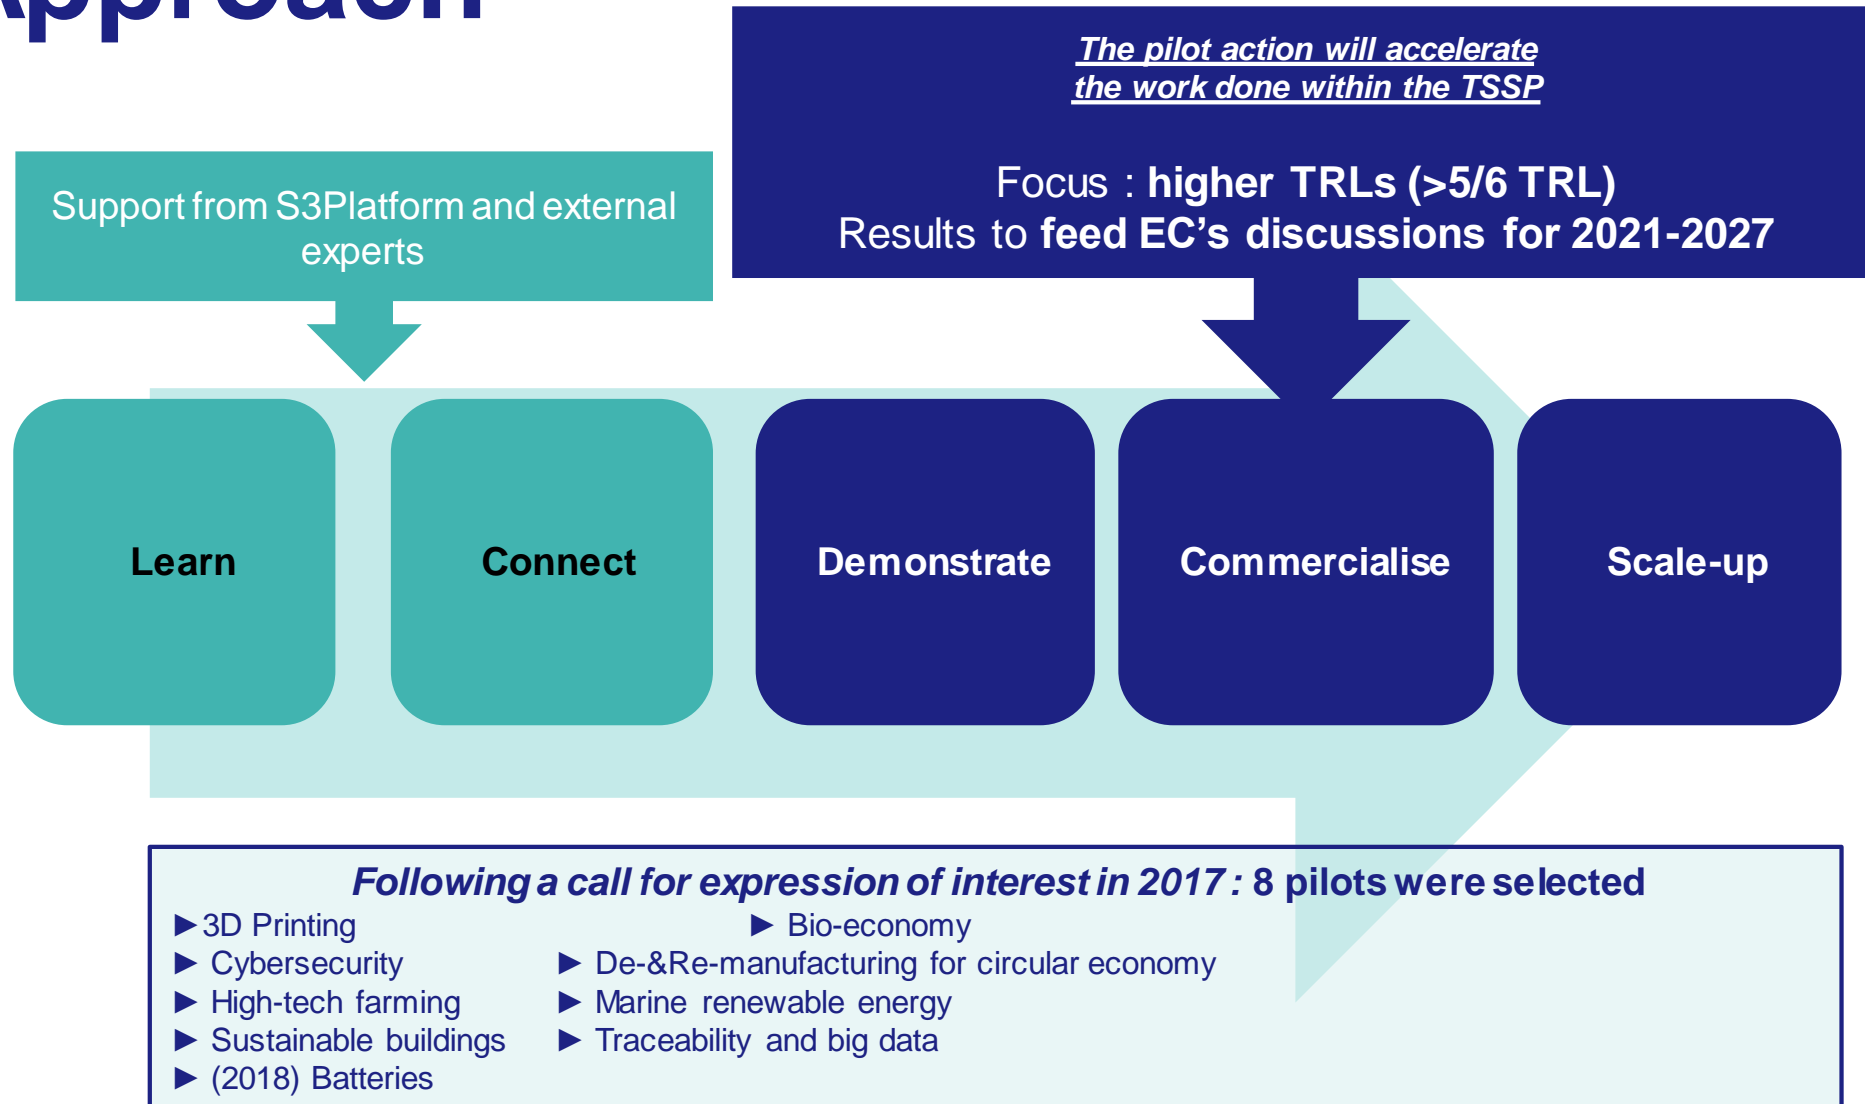 Approach
The pilot action will accelerate
the work done within the TSSP
Focus : higher TRLs (>5/6 TRL)
Results to feed EC’s discussions for 2021-2027
Support from S3Platform and external
experts
Learn
Connect
Demonstrate
Commercialise
Scale-up
Following a call for expression of interest in 2017 : 8 pilots were selected
►3D Printing ► Bio-economy
► Cybersecurity ► De-&Re-manufacturing for circular economy
► High-tech farming ► Marine renewable energy
► Sustainable buildings ► Traceability and big data
► (2018) Batteries